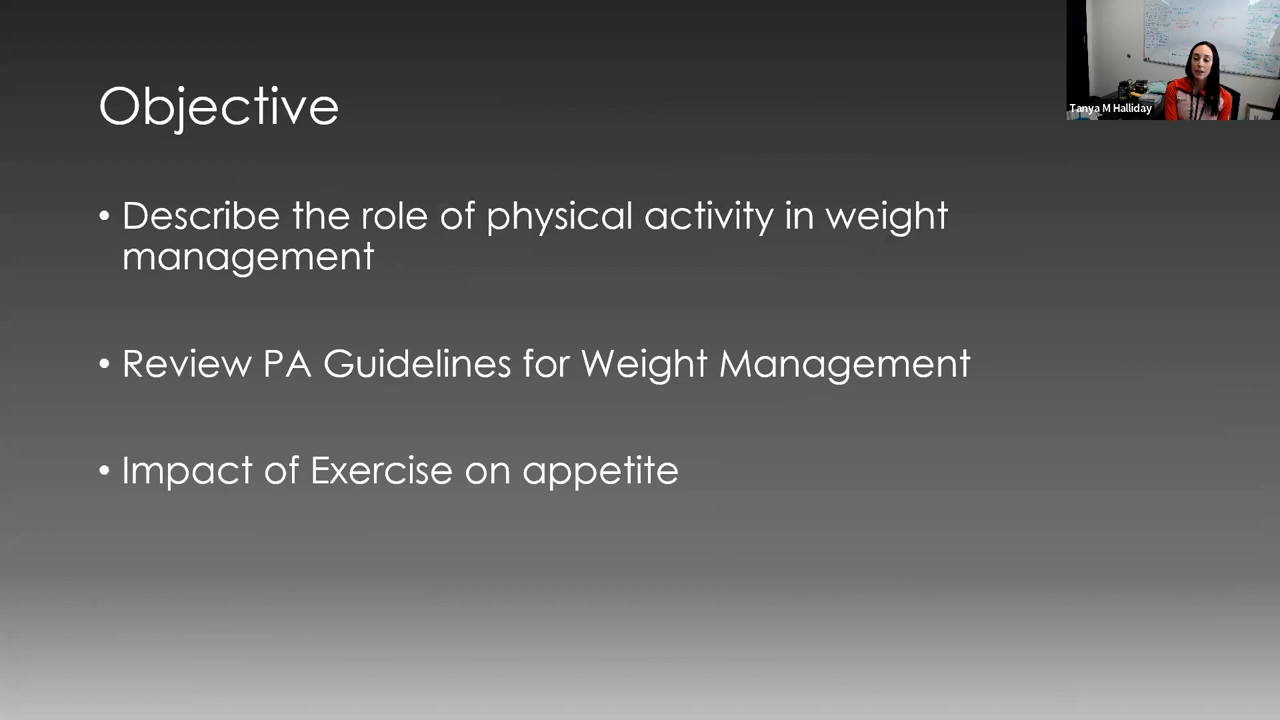 Objective
• Describe the role of physical activity in weight
management
• Review PA Guidelines for Weight Management
• Impact of Exercise on appetite
Tanya M Halliday